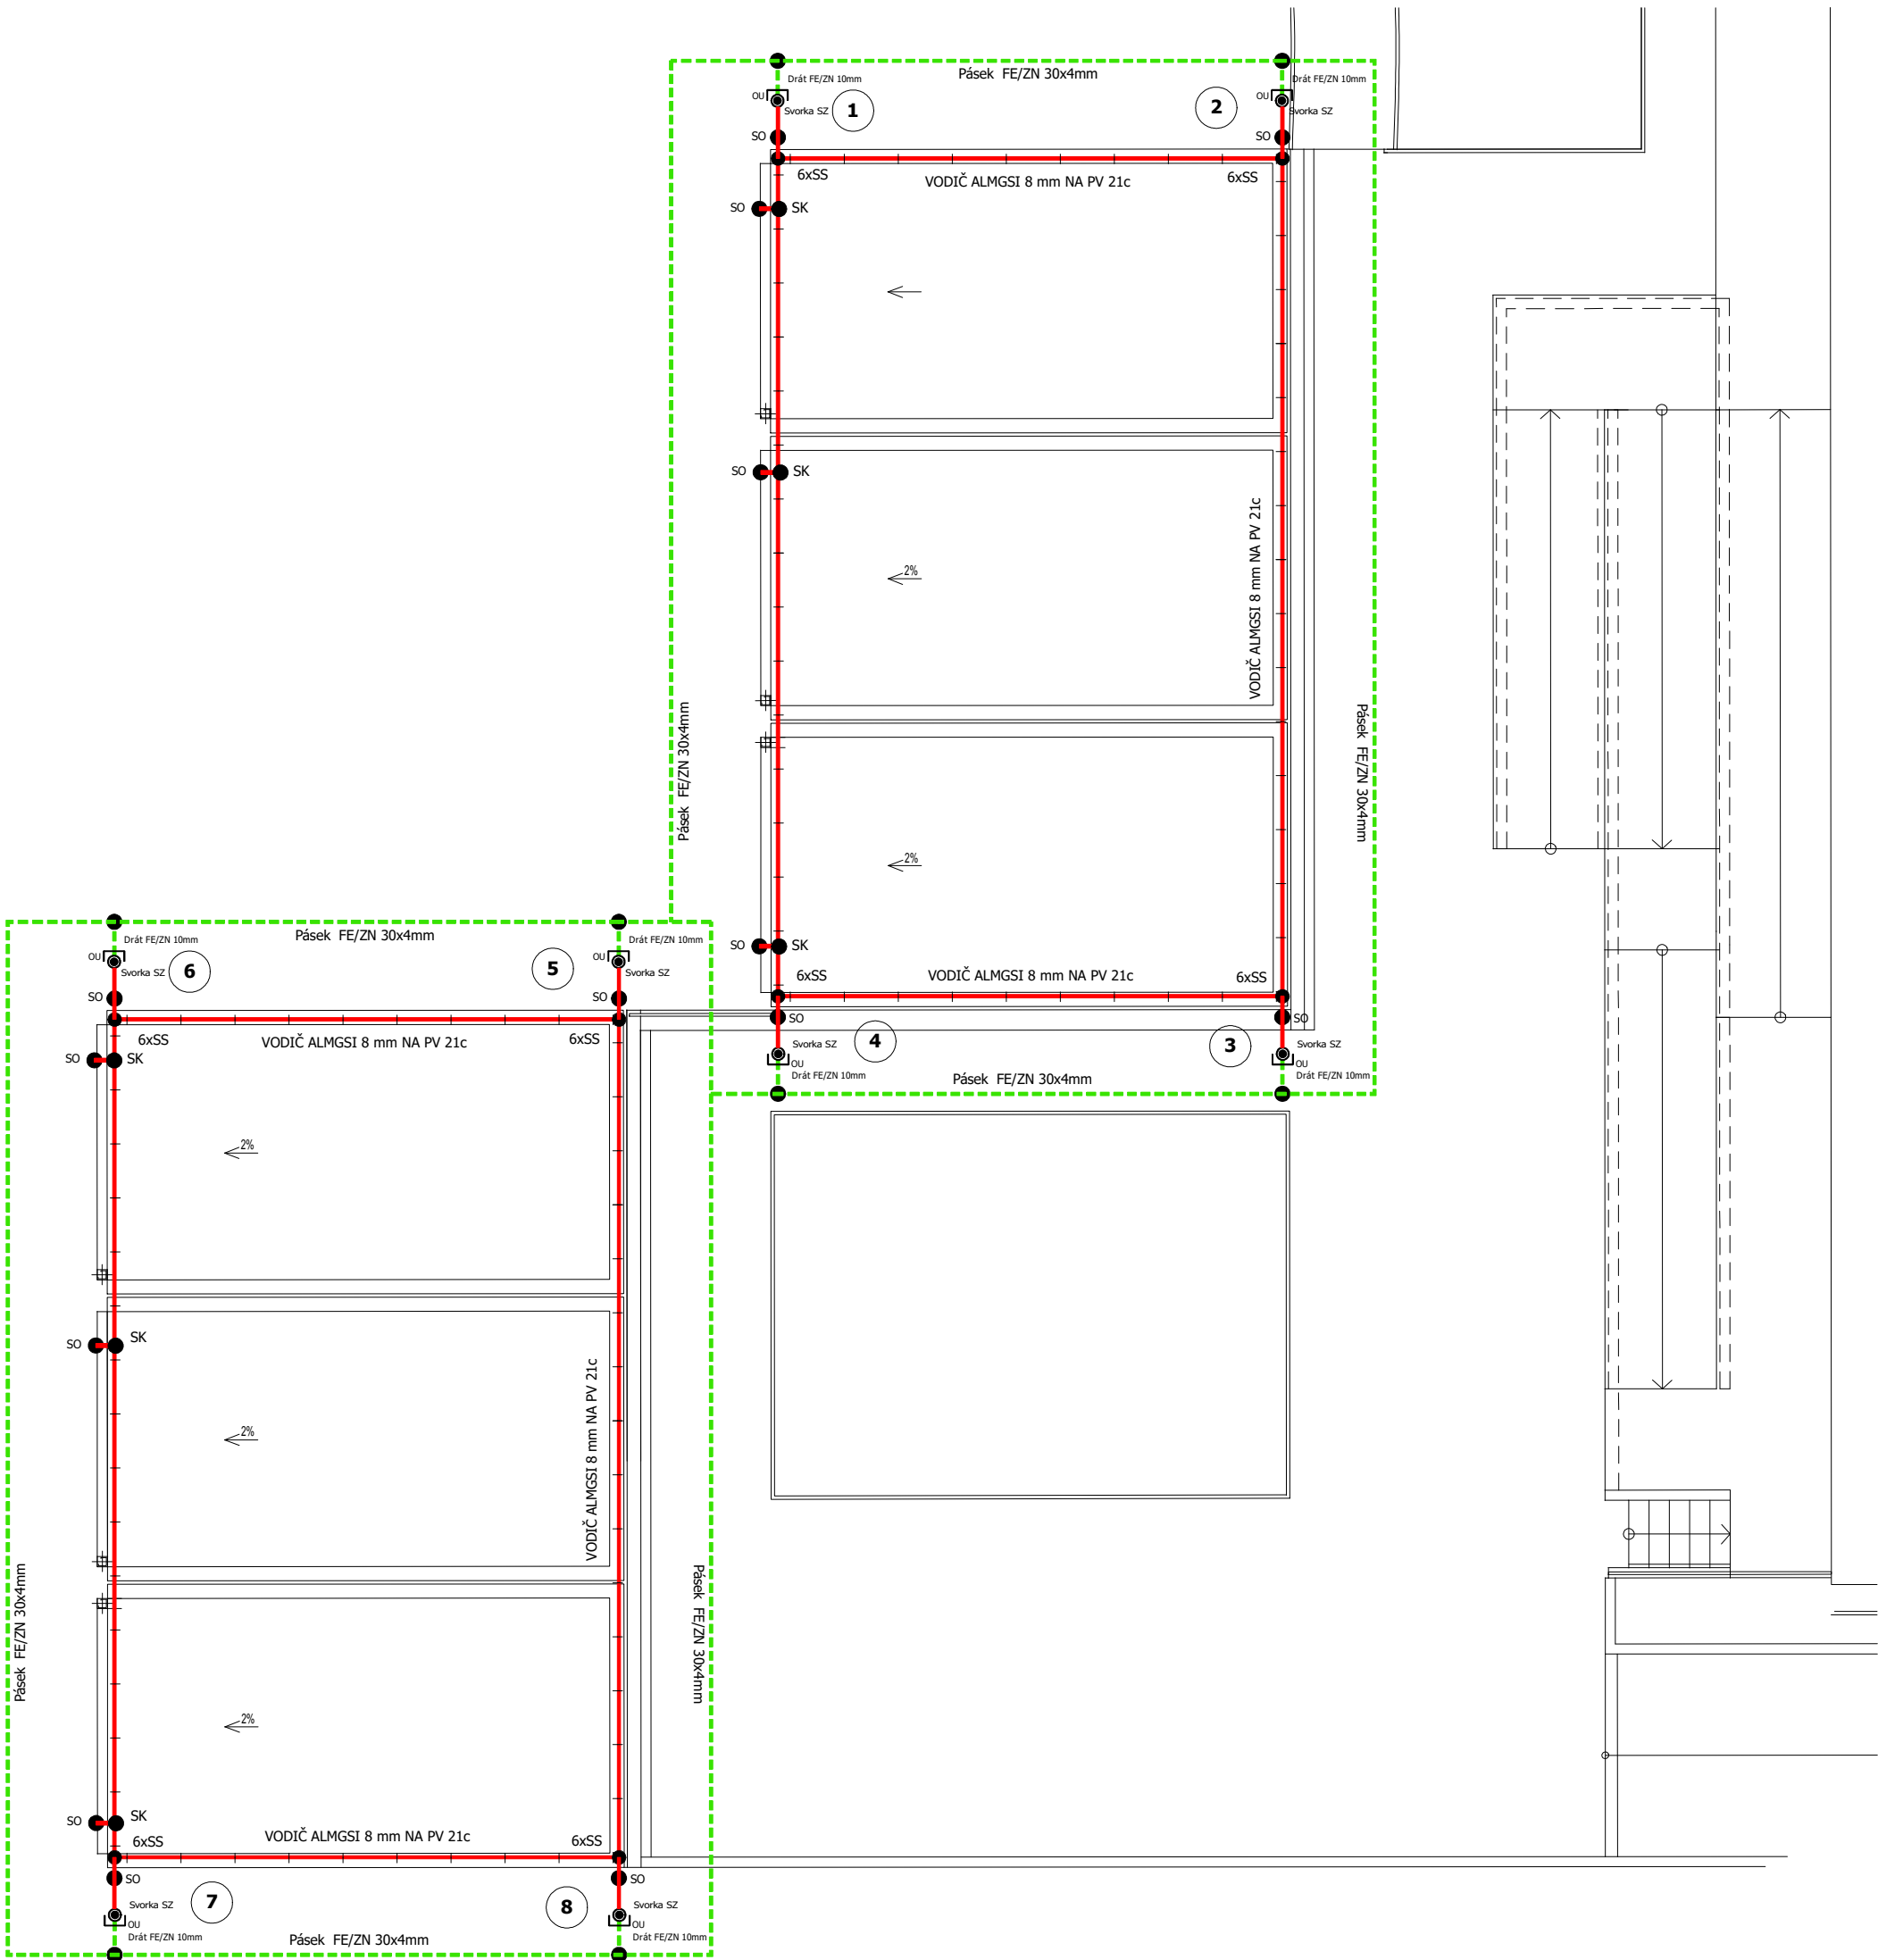 Pásek FE/ZN 30x4mm
Drát FE/ZN 10mm
Drát FE/ZN 10mm
OU
OU
Svorka SZ
1
2
Svorka SZ
SO
SO
6xSS
VODIČ ALMGSI 8 mm NA PV 21c
6xSS
SO
SK
SO
SK
2%
VODIČ ALMGSI 8 mm NA PV 21c
Pásek FE/ZN 30x4mm
Pásek FE/ZN 30x4mm
2%
SO
SK
6xSS
VODIČ ALMGSI 8 mm NA PV 21c
6xSS
SO
SO
Svorka SZ
4
3
Svorka SZ
OU
OU
Drát FE/ZN 10mm
Pásek FE/ZN 30x4mm
Drát FE/ZN 10mm
Pásek FE/ZN 30x4mm
Drát FE/ZN 10mm
Drát FE/ZN 10mm
OU
OU
Svorka SZ
6
5
Svorka SZ
SO
SO
6xSS
VODIČ ALMGSI 8 mm NA PV 21c
6xSS
SO
SK
2%
SO
SK
2%
VODIČ ALMGSI 8 mm NA PV 21c
Pásek FE/ZN 30x4mm
Pásek FE/ZN 30x4mm
2%
SO
SK
6xSS
VODIČ ALMGSI 8 mm NA PV 21c
6xSS
SO
SO
Svorka SZ
7
8
Svorka SZ
OU
OU
Drát FE/ZN 10mm
Pásek FE/ZN 30x4mm
Drát FE/ZN 10mm